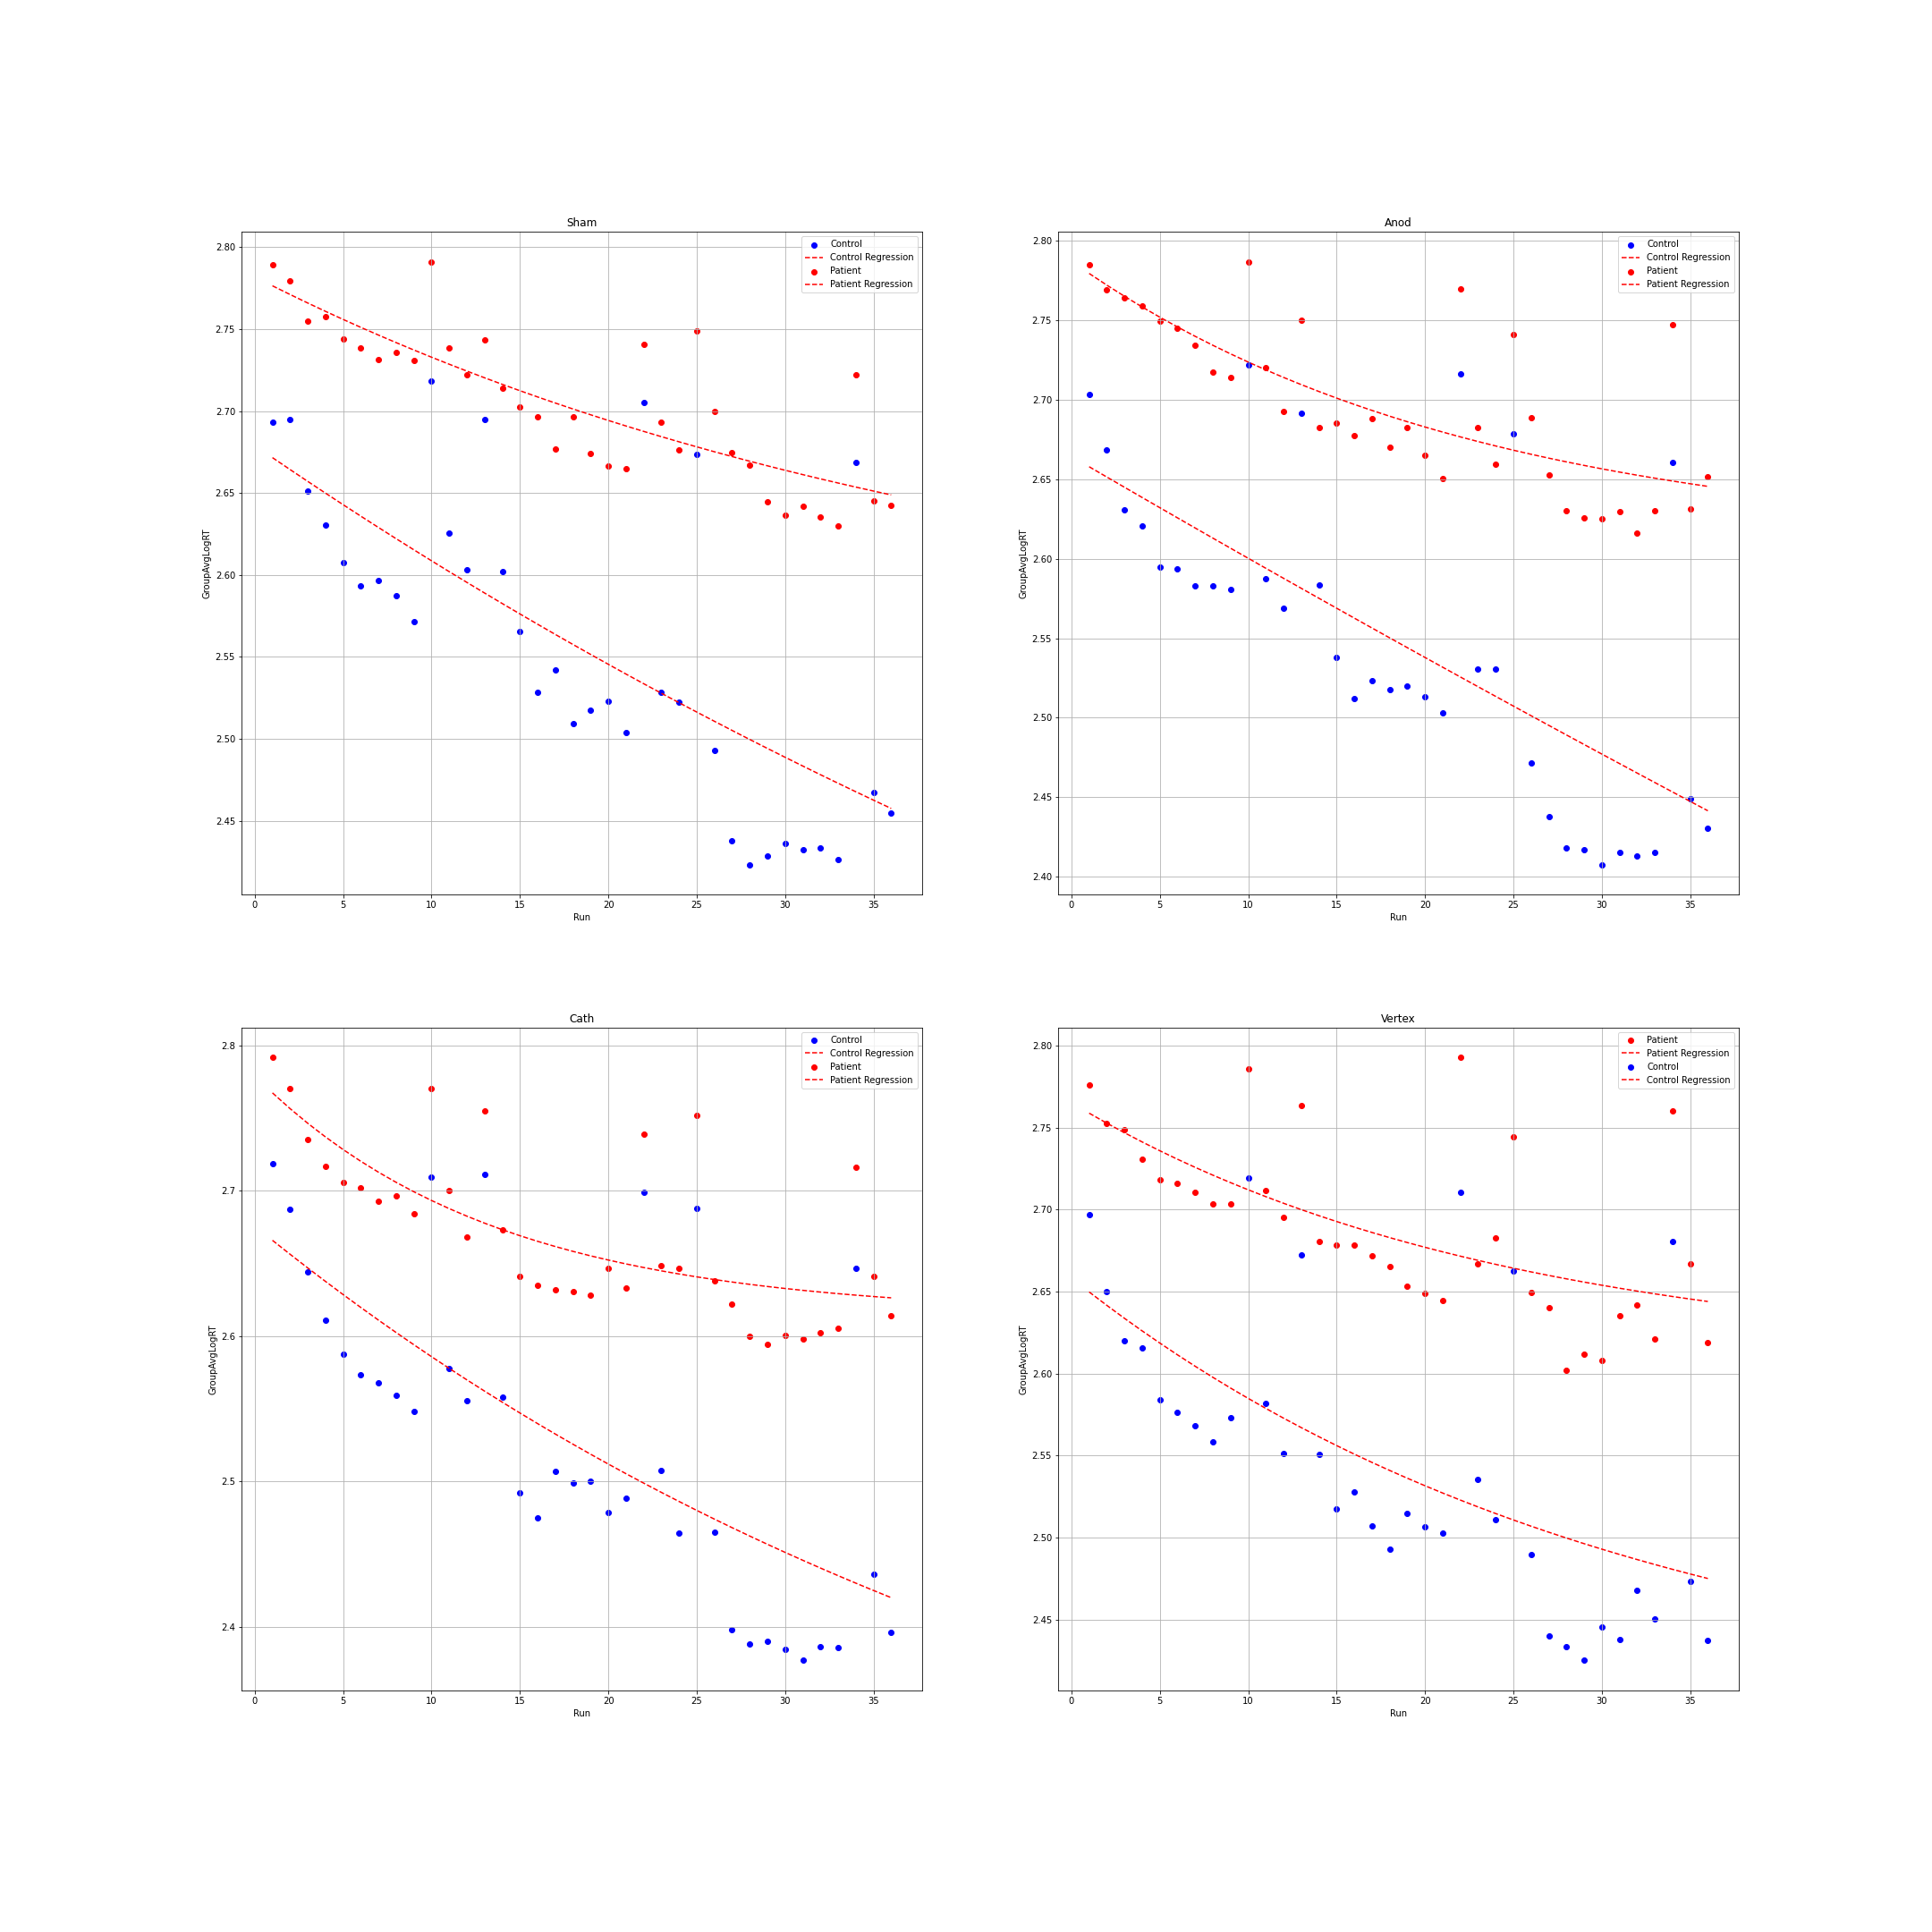 Sham
2.80
2.75
2.70
2.65
2.60
2.55
2.50
2.45
GroupAvgLogRT
0 5 10 15 20 25 30 35
Run
Control
Control Regression
Patient
Patient Regression
Anod
2.80
2.75
2.70
2.65
2.60
2.55
2.50
2.45
2.40
GroupAvgLogRT
0 5 10 15 20 25 30 35
Run
Control
Control Regression
Patient
Patient Regression
Cath
2.8
2.7
2.6
2.5
2.4
GroupAvgLogRT
0 5 10 15 20 25 30 35
Run
Control
Control Regression
Patient
Patient Regression
Vertex
2.80
2.75
2.70
2.65
2.60
2.55
2.50
2.45
GroupAvgLogRT
0 5 10 15 20 25 30 35
Run
Patient
Patient Regression
Control
Control Regression